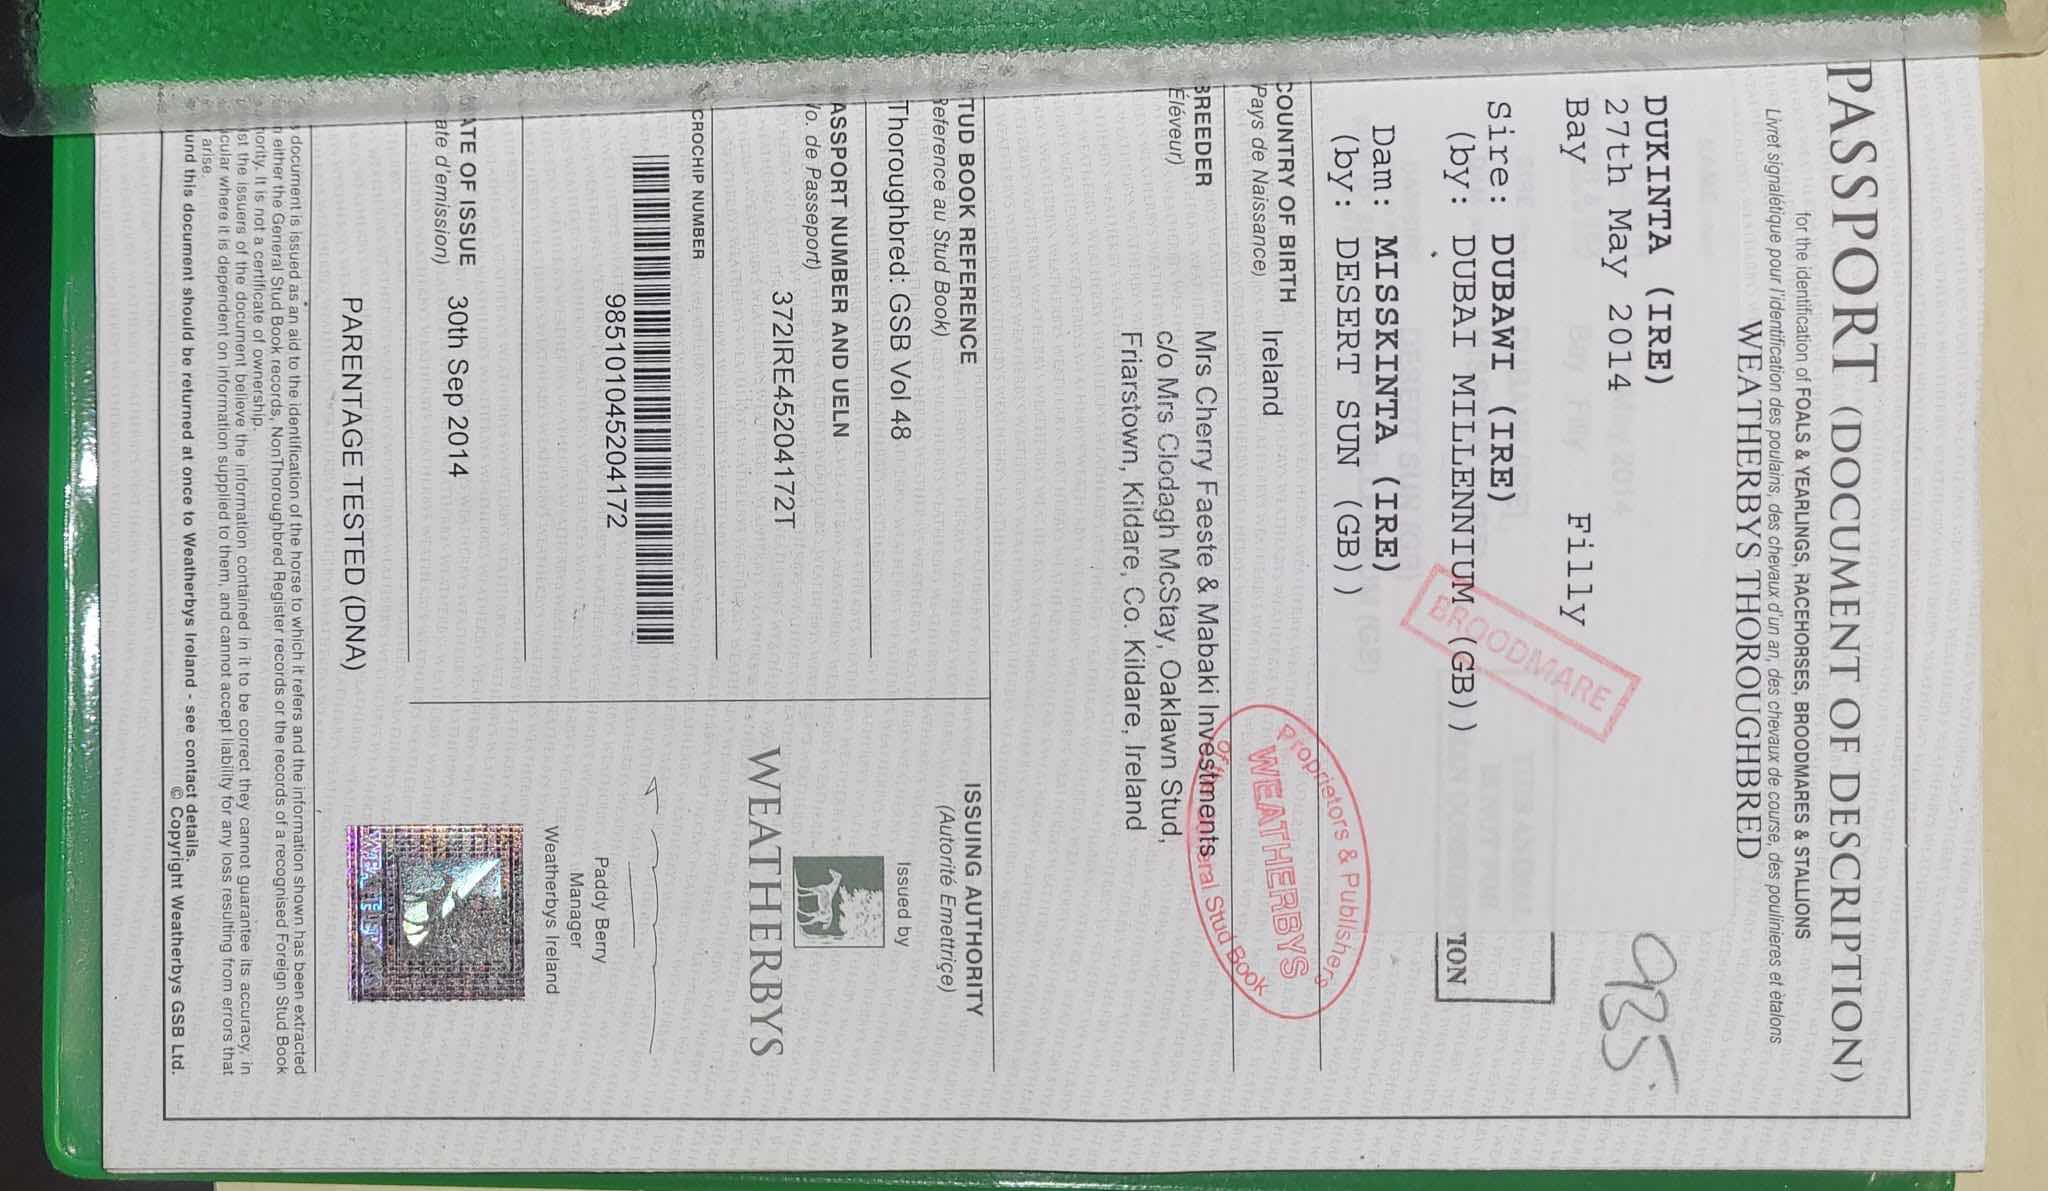 PASSPORT (DOCUMENT OF DESCRIPTION)
for the identification of FOALS & YEARLINGS, RACEHORSES, BROODMARES & STALLIONS
Livret signalétique pour l'identification des poulains, des chevaux d'un an, des chevaux de course, des poulinieres et ètalons
WEATHERBYS THOROUGHBRED
DUKINTA (IRE)
27th May 2014
935
Bay Filly
BROODMARE
Sire: DUBAWI (IRE)
(by: DUBAI MILLENNIUM (GB))
TION
Dam: MISSKINTA (IRE)
(by: DESERT SUN (GB))
Proprietors & Publishers
WEATHERBYS
of the General Stud Book
COUNTRY OF BIRTH Ireland
(Pays de Naissance)
BREEDER Mrs Cherry Faeste & Mabaki Investments
(Éléveur) c/o Mrs Clodagh McStay, Oaklawn Stud,
Friarstown, Kildare, Co. Kildare, Ireland
TUD BOOK REFERENCE
Reference au Stud Book)
Thoroughbred: GSB Vol 48
ASSPORT NUMBER AND UELN
No. de Passeport)
372IRE45204172T
CROCHIP NUMBER
985101045204172
ATE OF ISSUE 30th Sep 2014
ate d'emission)
PARENTAGE TESTED (DNA)
ISSUING AUTHORITY
(Autorité Emettriçe)
Issued by
WEATHERBYS
Paddy Berry
Manager
Weatherbys Ireland
WEATHERBYS
document is issued as an aid to the identification of the horse to which it refers and the information shown has been extracted
m either the General Stud Book records, NonThoroughbred Register records or the records of a recognised Foreign Stud Book
hority. It is not a certificate of ownership.
st the issuers of the document believe the information contained in it to be correct they cannot guarantee its accuracy, in
cular where it is dependent on information supplied to them, and cannot accept liability for any loss resulting from errors that
arise.
und this document should be returned at once to Weatherbys Ireland - see contact details.
© Copyright Weatherbys GSB Ltd.